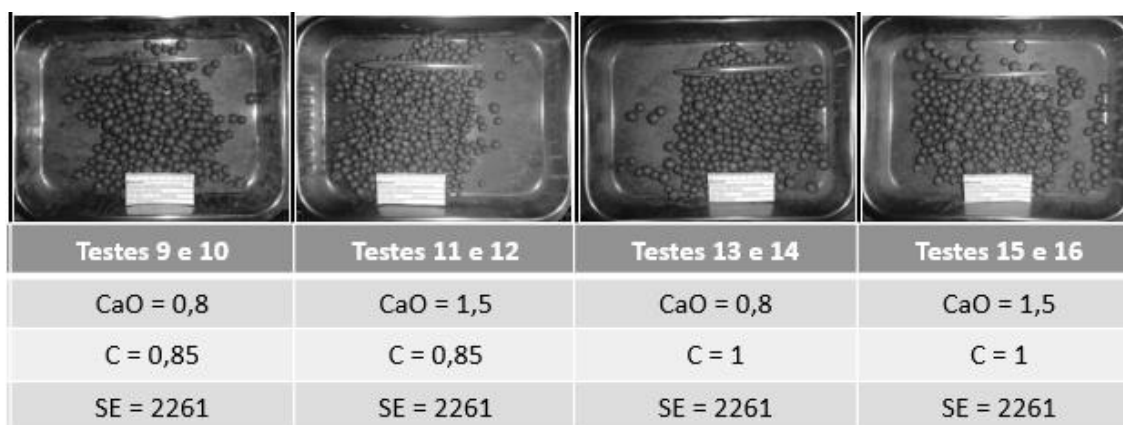 Testes 9 e 10 Testes 11 e 12 Testes 13 e 14 Testes 15 e 16
CaO = 0,8 CaO = 1,5 CaO = 0,8 CaO = 1,5
C = 0,85 C = 0,85 C = 1 C = 1
SE = 2261 SE = 2261 SE = 2261 SE = 2261